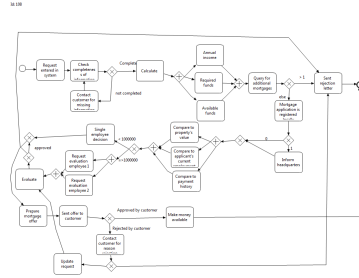 Request
entered in
system
Check
completenes
s of
Complete
Calculate
not completed
Contact
customer for
missing
Annual
income
Required
funds
Available
funds
Query for
additional
mortgages
> 1
Sent
rejection
letter
else
Mortgage
application is
registered
0
Inform
headquarters
Compare to
property's
value
Compare to
applicant's
current
Compare to
payment
history
< 1000000
>=1000000
Single
employee
decision
Request
evaluation
employee 1
Request
evaluation
employee 2
approved
Evaluate
Prepare
mortgage
offer
Sent offer to
customer
Approved by customer
Make money
available
Rejected by customer
Contact
customer for
reason
Update
request